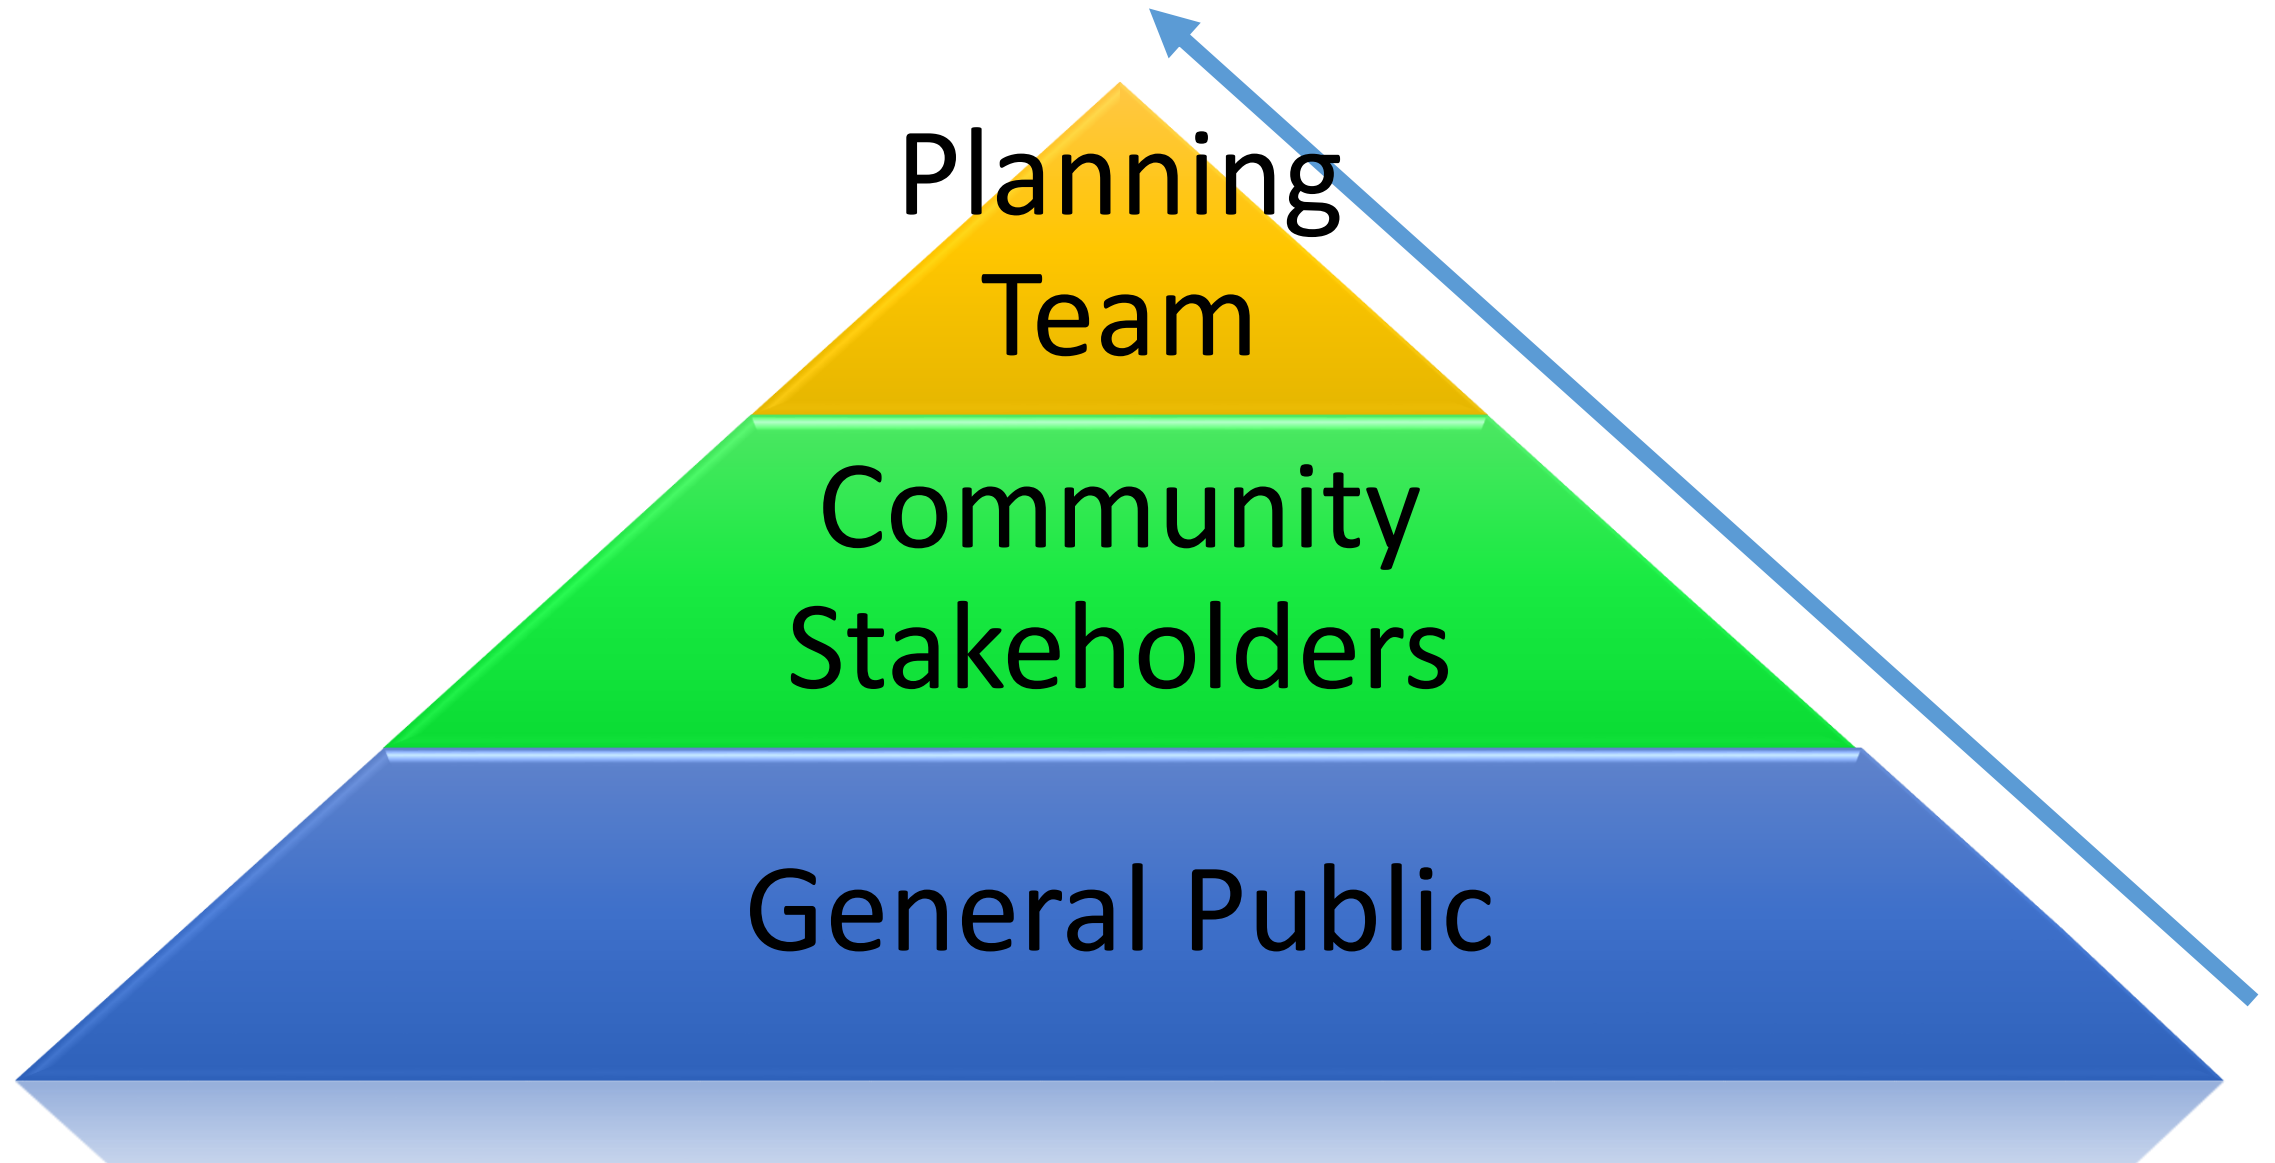 Planning
Team
Community
Stakeholders
General Public